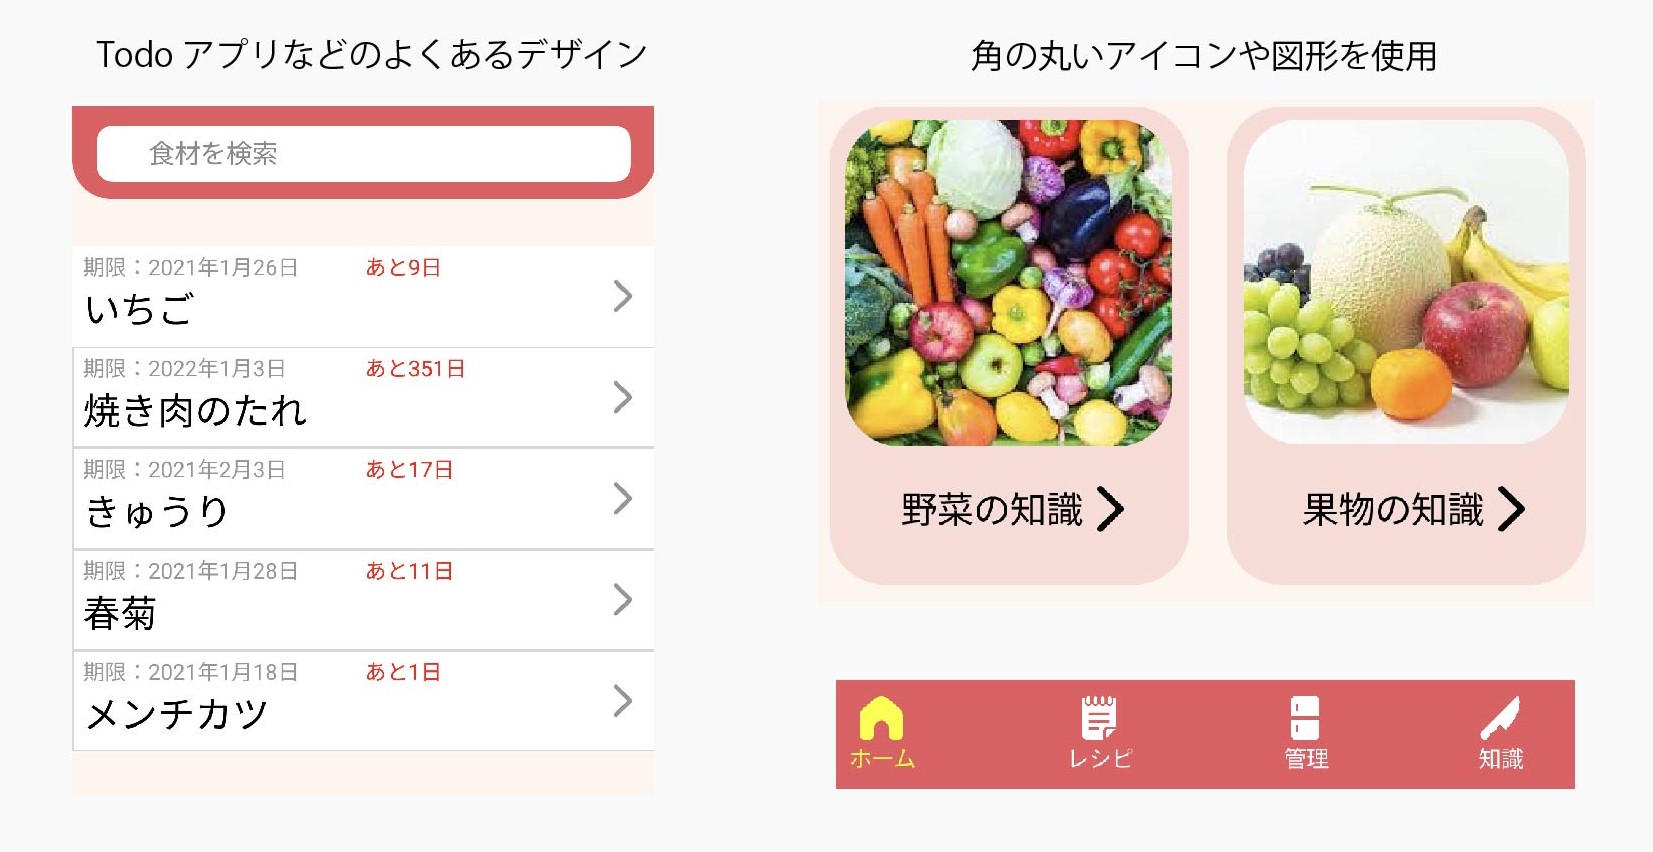 Todo アプリなどのよくあるデザイン
食材を検索
期限：2021年1月26日 あと9日
いちご
期限：2022年1月3日 あと351日
焼き肉のたれ
期限：2021年2月3日 あと17日
きゅうり
期限：2021年1月28日 あと11日
春菊
期限：2021年1月18日 あと1日
メンチカツ
角の丸いアイコンや図形を使用
野菜の知識
果物の知識
ホーム レシピ 管理 知識